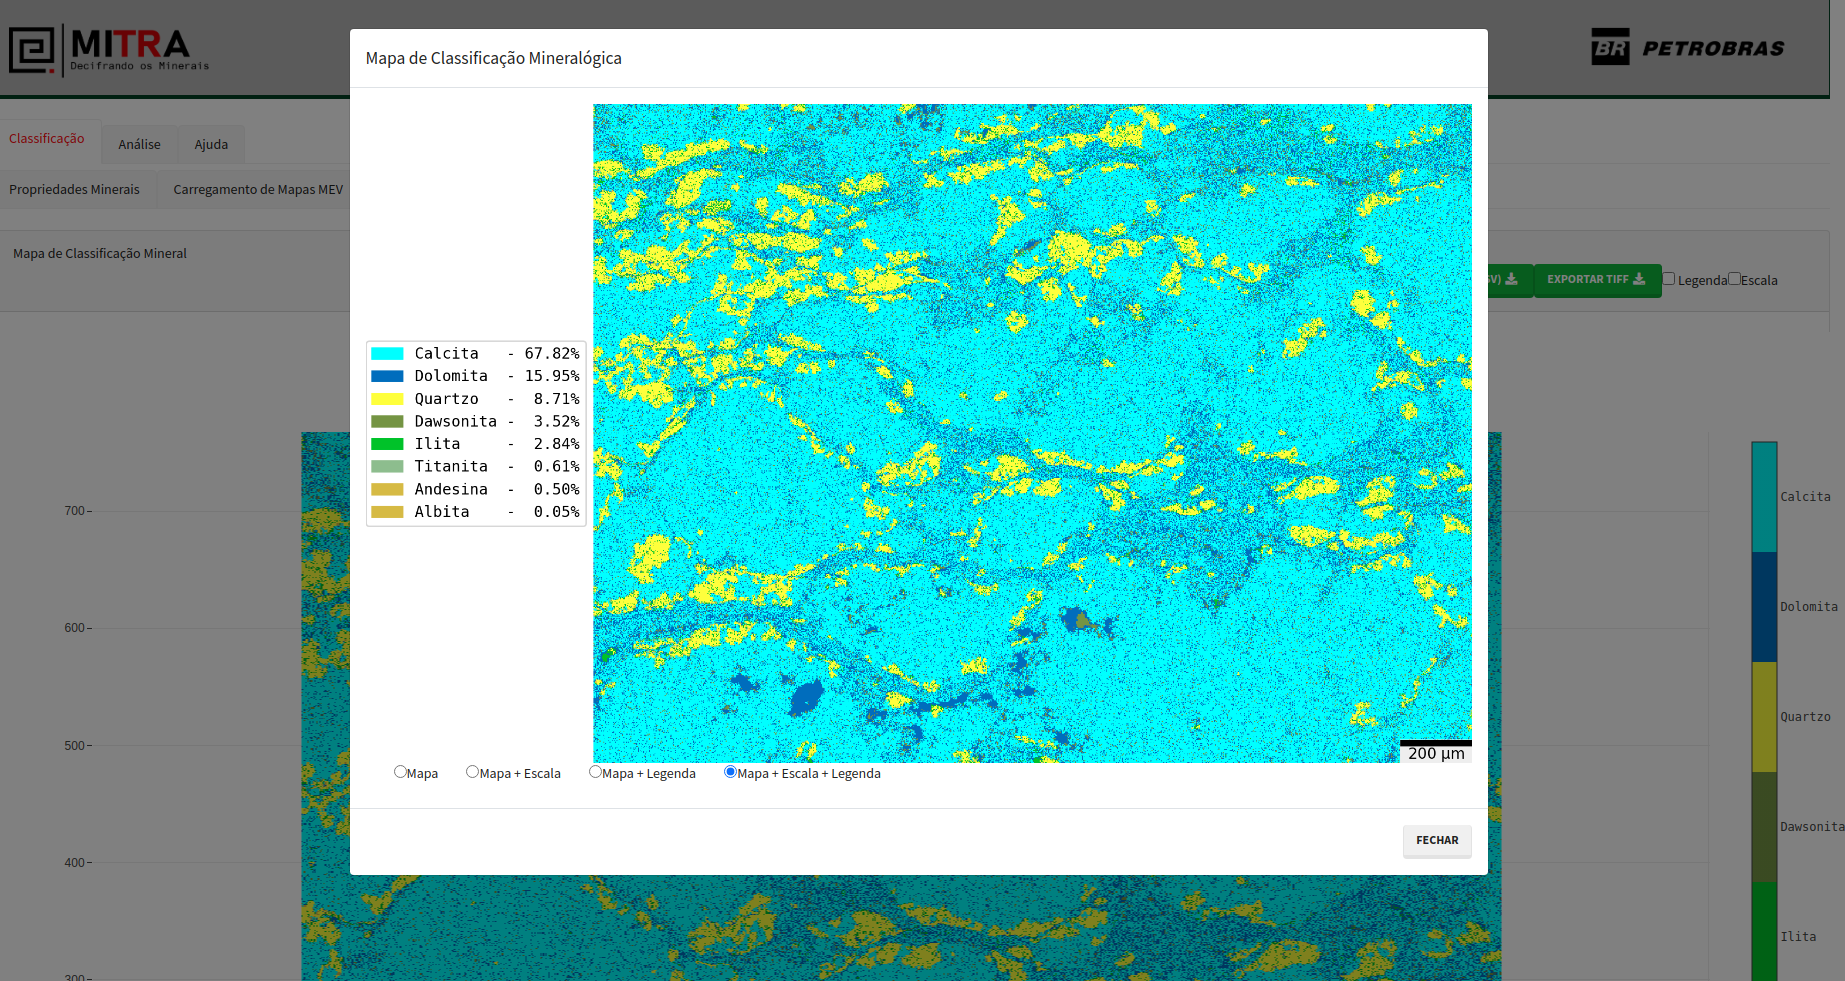 MITRA
Decifrando os Minerais
BR PETROBRAS
Classificação
Análise
Ajuda
Propriedades Minerais
Carregamento de Mapas MEV
Mapa de Classificação Mineral
SV)
EXPORTAR TIFF
Legenda
Escala
Mapa de Classificação Mineralógica
Calcita - 67.82%
Dolomita - 15.95%
Quartzo - 8.71%
Dawsonita - 3.52%
Ilita - 2.84%
Titanita - 0.61%
Andesina - 0.50%
Albita - 0.05%
200 µm
Mapa
Mapa + Escala
Mapa + Legenda
Mapa + Escala + Legenda
FECHAR
700
600
500
400
300
Calcita
Dolomita
Quartzo
Dawsonita
Ilita